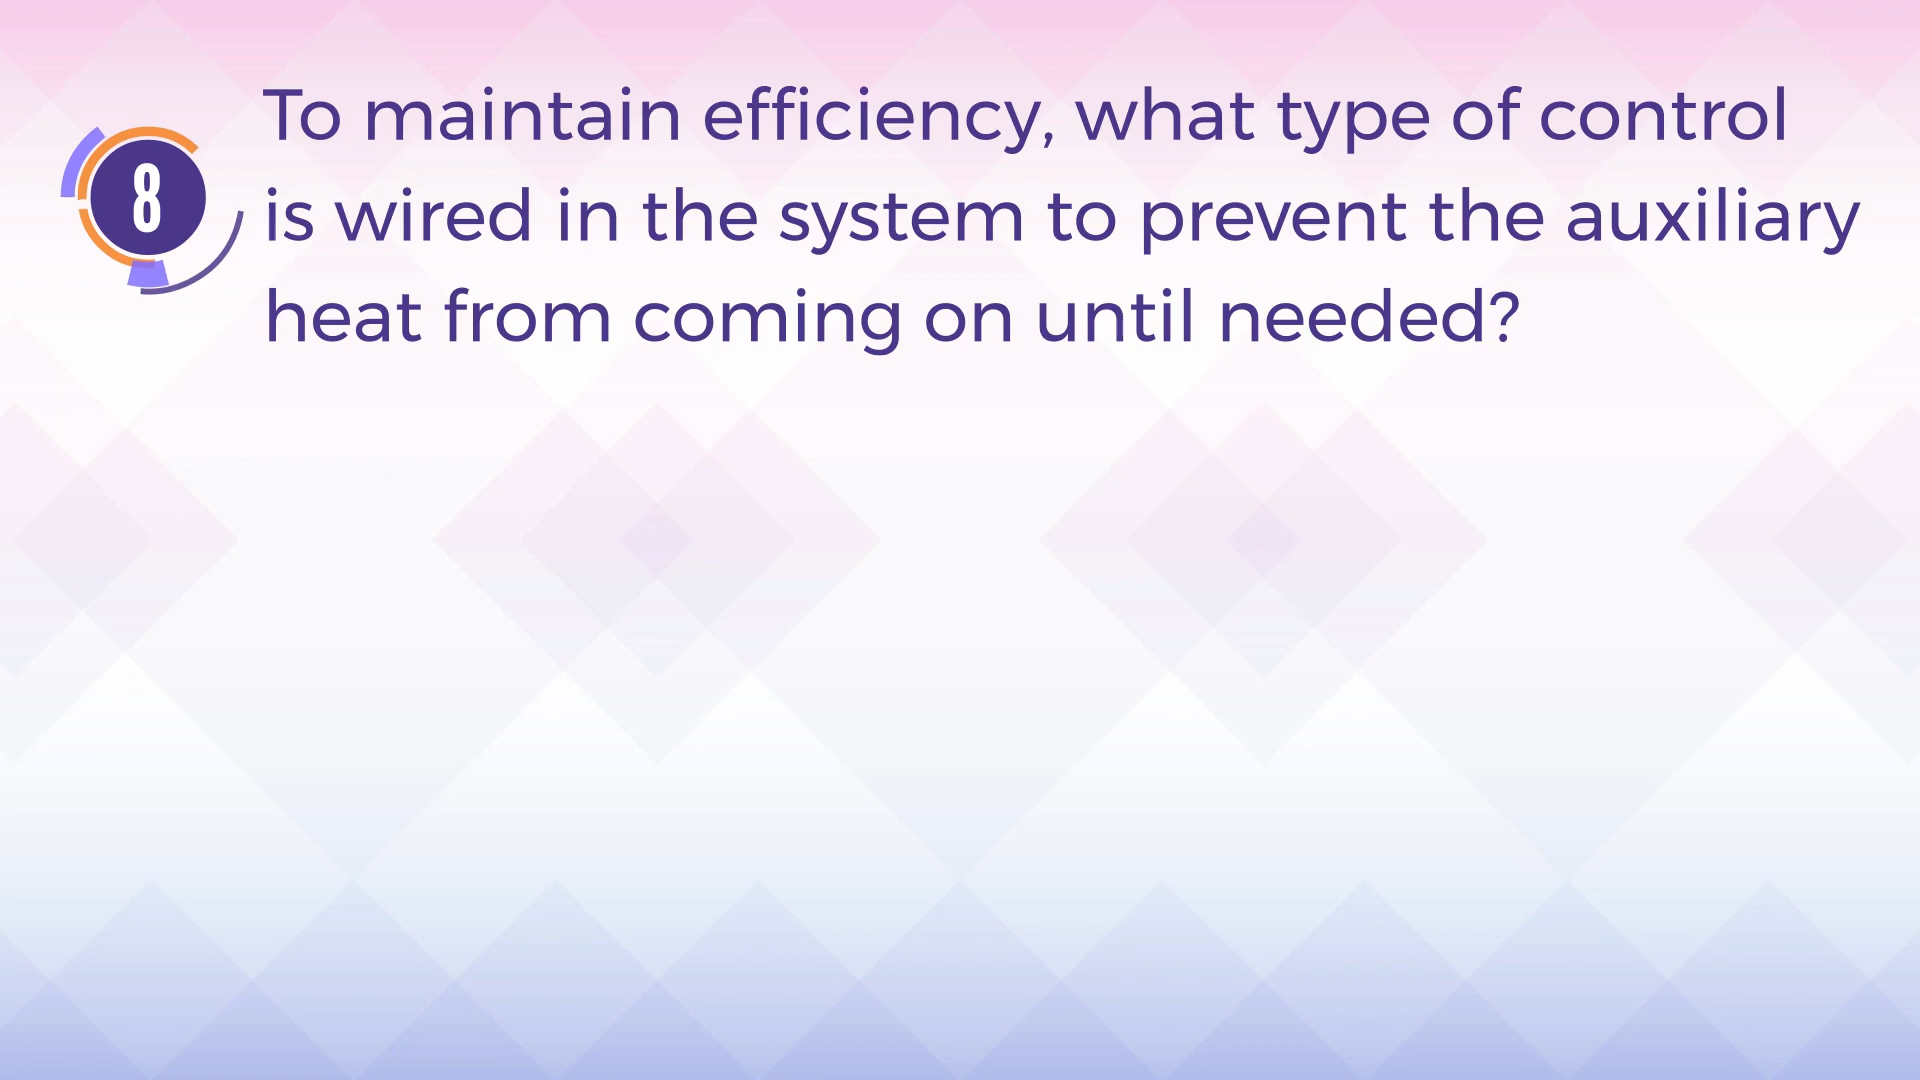 8
To maintain efficiency, what type of control
is wired in the system to prevent the auxiliary
heat from coming on until needed?